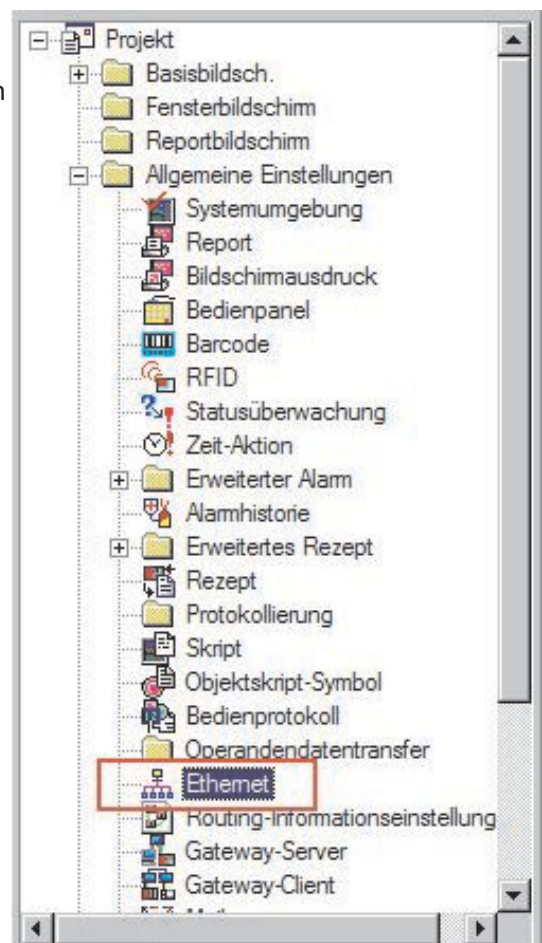 Projekt
Basisbildsch.
n
Fensterbildschirm
Reportbildschirm
Allgemeine Einstellungen
Systemumgebung
Report
Bildschirmausdruck
Bedienpanel
Barcode
RFID
Statusüberwachung
Zeit-Aktion
Erweiterter Alarm
Alarmhistorie
Erweitertes Rezept
Rezept
Protokollierung
Skript
Objektskript-Symbol
Bedienprotokoll
Operandendatentransfer
Ethernet
Routing-Informationseinstellung
Gateway-Server
Gateway-Client